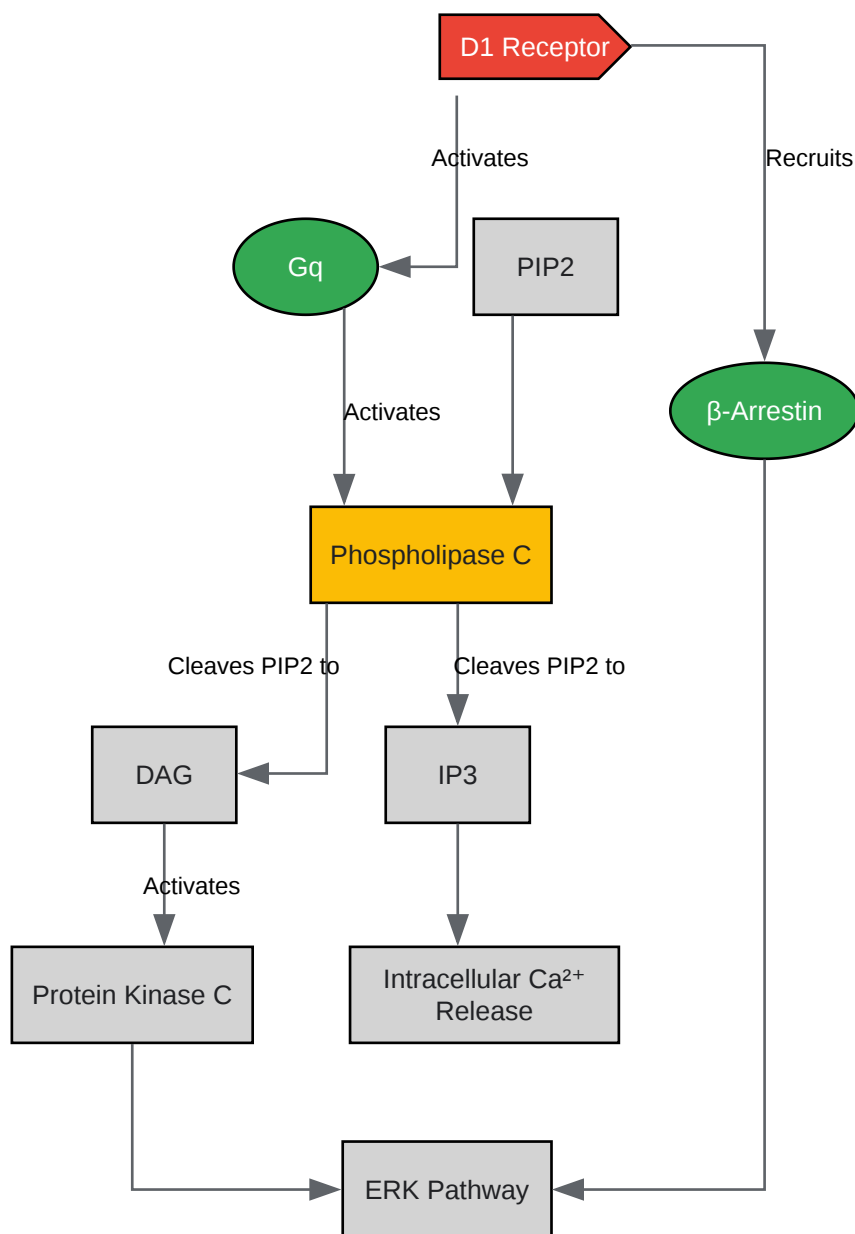 D1 Receptor
Activates
Recruits
Gq
PIP2
Activates
β-Arrestin
Phospholipase C
Cleaves PIP2 to
Cleaves PIP2 to
DAG
IP3
Activates
Protein Kinase C
Intracellular Ca²⁺
Release
ERK Pathway